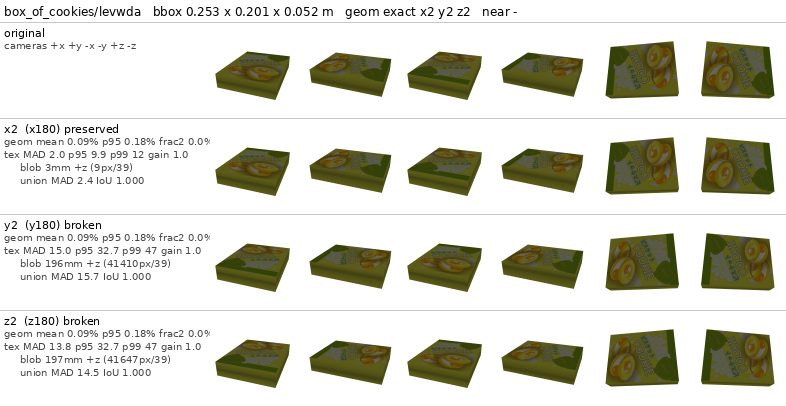 box_of_cookies/levwda   bbox 0.253 x 0.201 x 0.052 m   geom exact x2 y2 z2   near -
original
cameras +x +y -x -y +z -z
x2  (x180) preserved
geom mean 0.09% p95 0.18% frac2 0.0%
tex MAD 2.0 p95 9.9 p99 12 gain 1.0
blob 3mm +z (9px/39)
union MAD 2.4 IoU 1.000
y2  (y180) broken
geom mean 0.09% p95 0.18% frac2 0.0%
tex MAD 15.0 p95 32.7 p99 47 gain 1.0
blob 196mm +z (41410px/39)
union MAD 15.7 IoU 1.000
z2  (z180) broken
geom mean 0.09% p95 0.18% frac2 0.0%
tex MAD 13.8 p95 32.7 p99 47 gain 1.0
blob 197mm +z (41647px/39)
union MAD 14.5 IoU 1.000